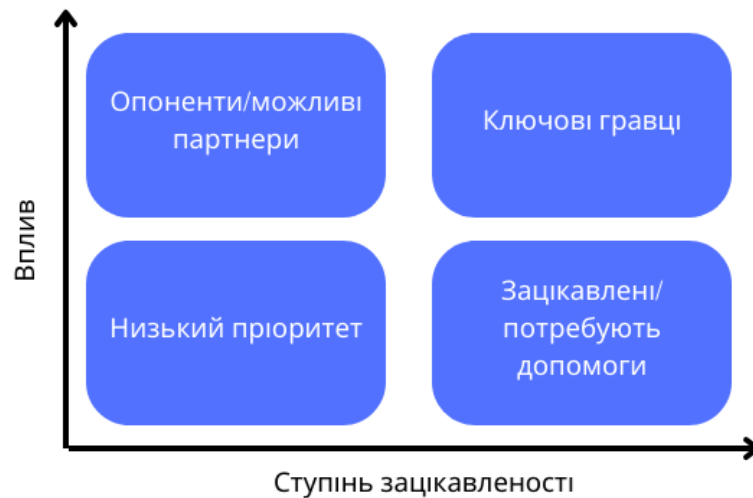 Опоненти/можливі
партнери
Ключові гравці
Вплив
Низький пріоритет
Зацікавлені/
потребують
допомоги
Ступінь зацікавленості